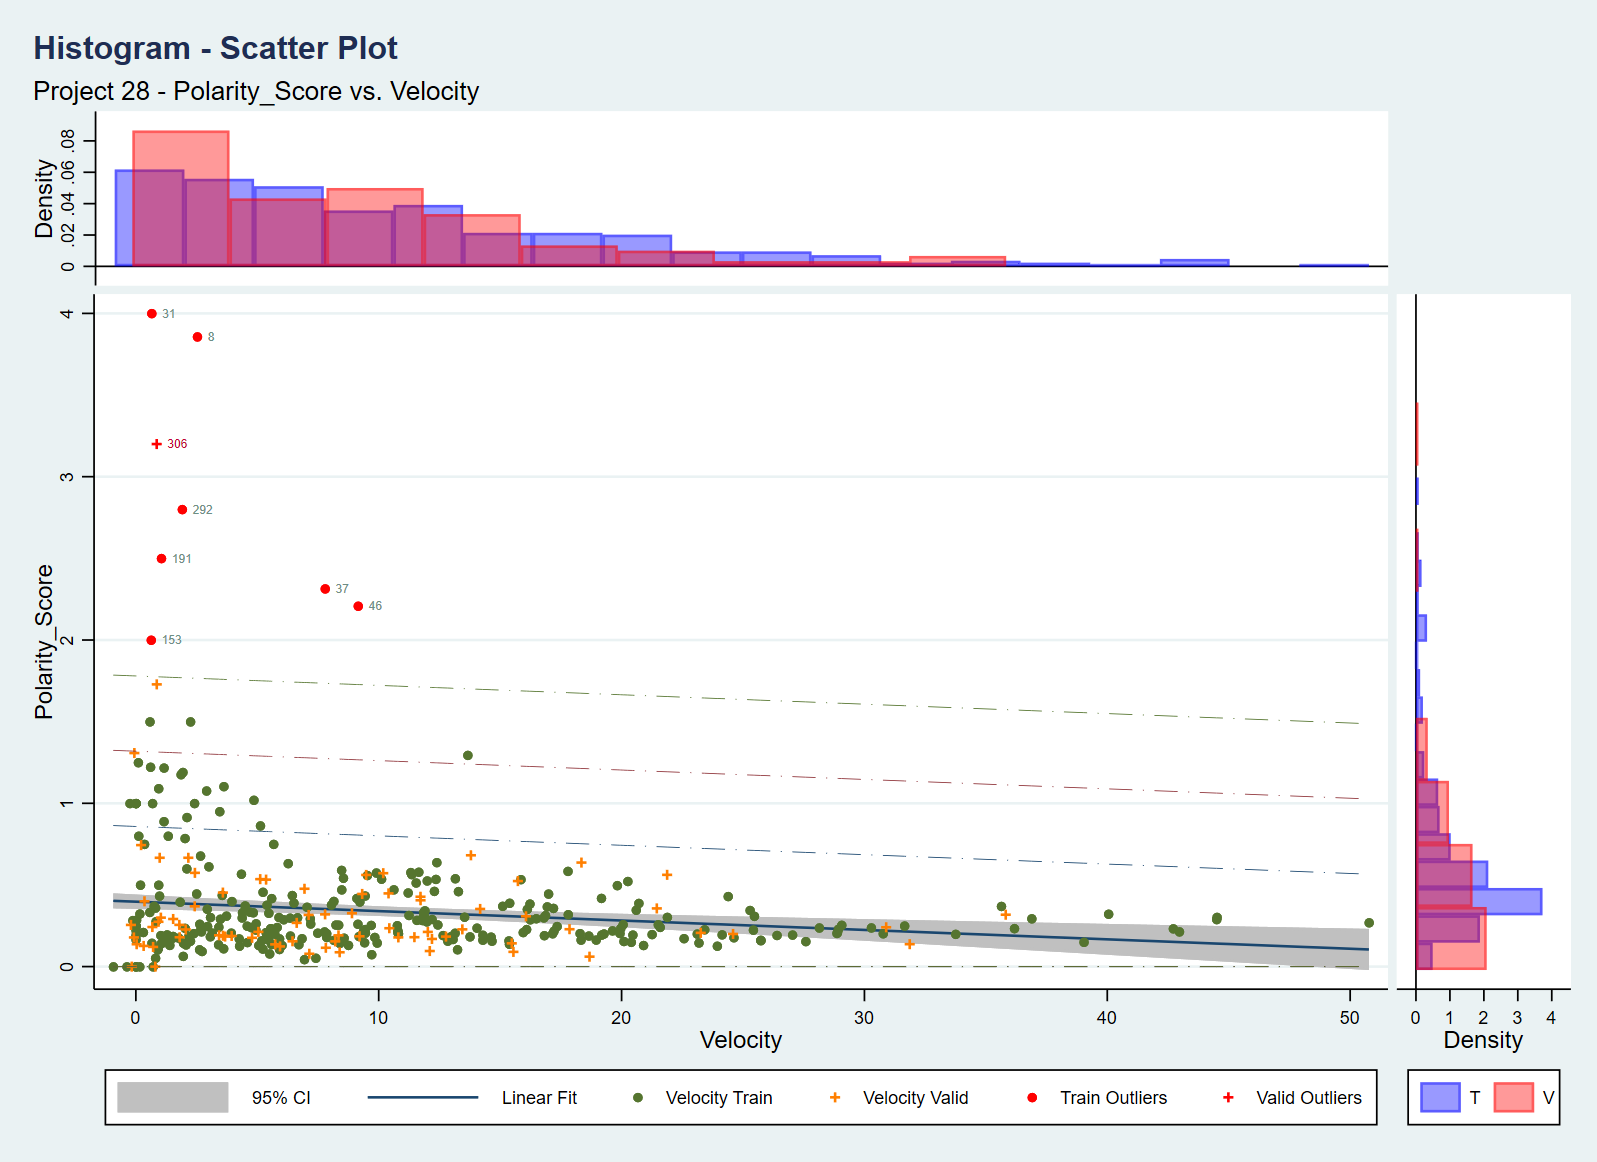 Histogram - Scatter Plot
Project 28 - Polarity_Score vs. Velocity
Density
0 .02 .04 .06 .08
Polarity_Score
4
3
2
1
0
31
8
306
292
191
37
46
153
0 10 20 30 40 50
Velocity
0 1 2 3 4
Density
95% CI Linear Fit Velocity Train Velocity Valid Train Outliers Valid Outliers
T V